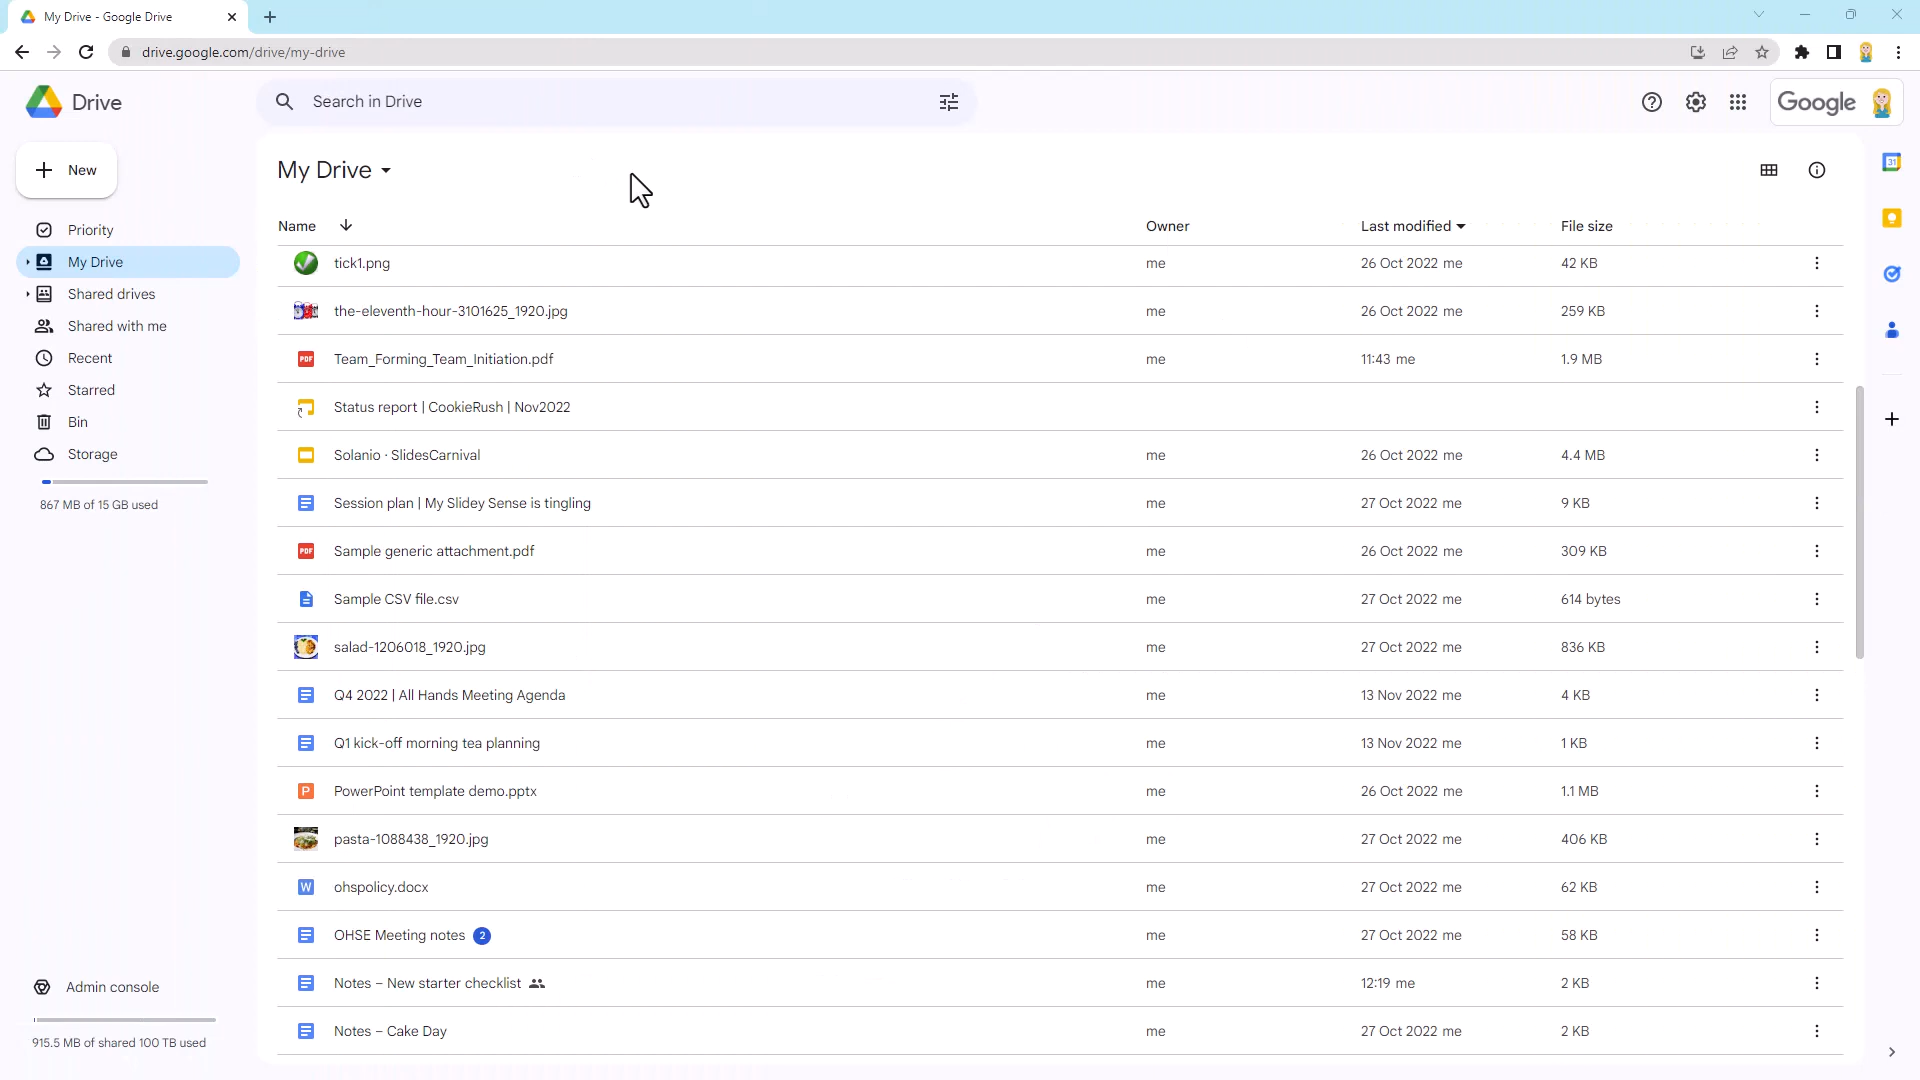 My Drive - Google Drive
drive.google.com/drive/my-drive
Drive
Search in Drive
Google
31
New
My Drive
Priority
My Drive
Shared drives
Shared with me
Recent
Starred
Bin
Storage
867 MB of 15 GB used
Admin console
915.5 MB of shared 100 TB used
Name Owner Last modified File size
tick1.png me 26 Oct 2022 me 42 KB
the-eleventh-hour-3101625_1920.jpg me 26 Oct 2022 me 259 KB
PDF Team_Forming_Team_Initiation.pdf me 11:43 me 1.9 MB
Status report | CookieRush | Nov2022
Solanio · SlidesCarnival me 26 Oct 2022 me 4.4 MB
Session plan | My Slidey Sense is tingling me 27 Oct 2022 me 9 KB
PDF Sample generic attachment.pdf me 26 Oct 2022 me 309 KB
Sample CSV file.csv me 27 Oct 2022 me 614 bytes
salad-1206018_1920.jpg me 27 Oct 2022 me 836 KB
Q4 2022 | All Hands Meeting Agenda me 13 Nov 2022 me 4 KB
Q1 kick-off morning tea planning me 13 Nov 2022 me 1 KB
P PowerPoint template demo.pptx me 26 Oct 2022 me 1.1 MB
pasta-1088438_1920.jpg me 27 Oct 2022 me 406 KB
W ohspolicy.docx me 27 Oct 2022 me 62 KB
OHSE Meeting notes 2 me 27 Oct 2022 me 58 KB
Notes – New starter checklist me 12:19 me 2 KB
Notes – Cake Day me 27 Oct 2022 me 2 KB